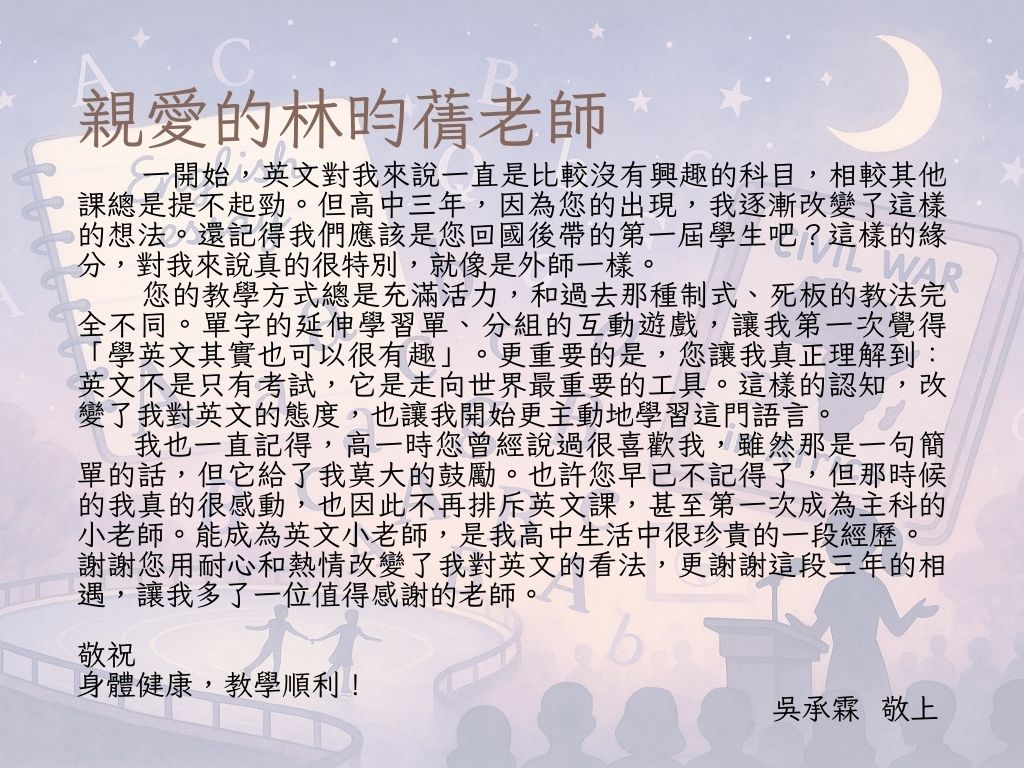 親愛的林昀蒨老師
一開始，英文對我來說一直是比較沒有興趣的科目，相較其他
課總是提不起勁。但高中三年，因為您的出現，我逐漸改變了這樣
的想法。還記得我們應該是您回國後帶的第一屆學生吧？這樣的緣
分，對我來說真的很特別，就像是外師一樣。
您的教學方式總是充滿活力，和過去那種制式、死板的教法完
全不同。單字的延伸學習單、分組的互動遊戲，讓我第一次覺得
「學英文其實也可以很有趣」。更重要的是，您讓我真正理解到：
英文不是只有考試，它是走向世界最重要的工具。這樣的認知，改
變了我對英文的態度，也讓我開始更主動地學習這門語言。
我也一直記得，高一時您曾經說過很喜歡我，雖然那是一句簡
單的話，但它給了我莫大的鼓勵。也許您早已不記得了，但那時候
的我真的很感動，也因此不再排斥英文課，甚至第一次成為主科的
小老師。能成為英文小老師，是我高中生活中很珍貴的一段經歷。
謝謝您用耐心和熱情改變了我對英文的看法，更謝謝這段三年的相
遇，讓我多了一位值得感謝的老師。
敬祝
身體健康，教學順利！
吳承霖 敬上
English
essay
CIVIL WAR